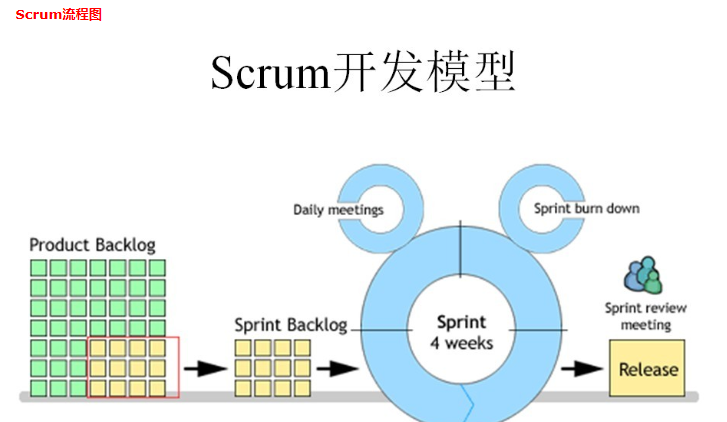 Scrum流程图
Scrum开发模型
Daily meetings
Sprint burn down
Product Backlog
Sprint Backlog
Sprint
4 weeks
Sprint review
meeting
Release